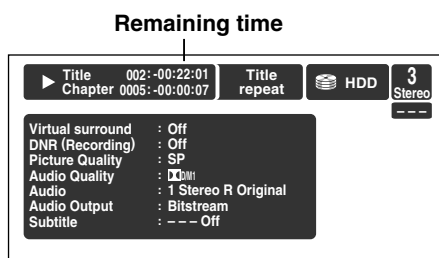 Remaining time
Title 002:-00:22:01
Chapter 0005:-00:00:07
Title repeat
HDD
3
Stereo
– – –
Virtual surround : Off
DNR (Recording) : Off
Picture Quality : SP
Audio Quality : D/M1
Audio : 1 Stereo R Original
Audio Output : Bitstream
Subtitle : – – – Off